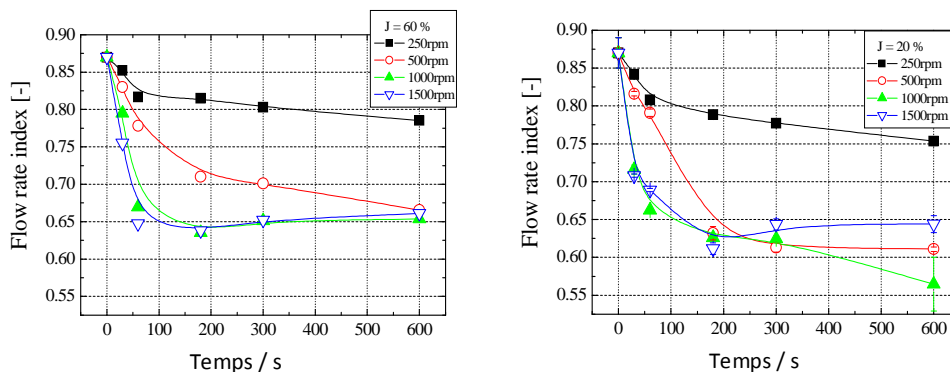 J = 60 %
250rpm
500rpm
1000rpm
1500rpm
0.90
0.85
0.80
0.75
0.70
0.65
0.60
0.55
Flow rate index [-]
0 100 200 300 400 500 600
Temps / s
J = 20 %
250rpm
500rpm
1000rpm
1500rpm
0.90
0.85
0.80
0.75
0.70
0.65
0.60
0.55
Flow rate index [-]
0 100 200 300 400 500 600
Temps / s